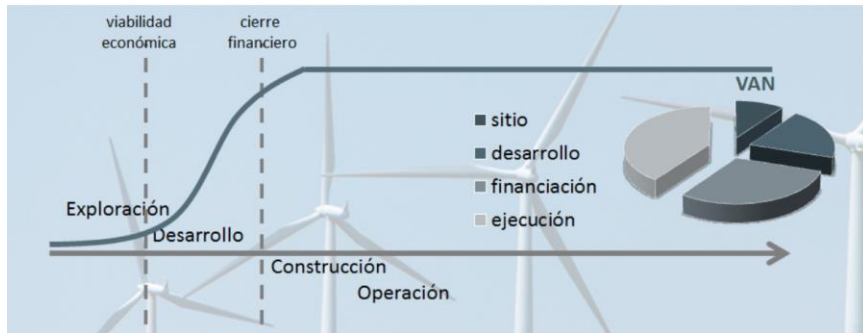 viabilidad
económica
cierre
financiero
VAN
sitio
desarrollo
financiación
ejecución
Exploración
Desarrollo
Construcción
Operación